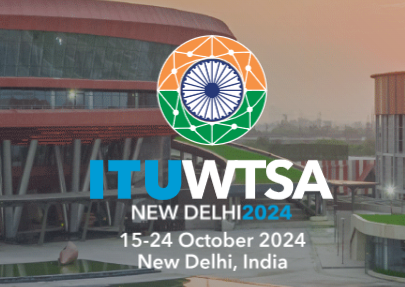 ITUWTSA
NEW DELHI2024
15-24 October 2024
New Delhi, India